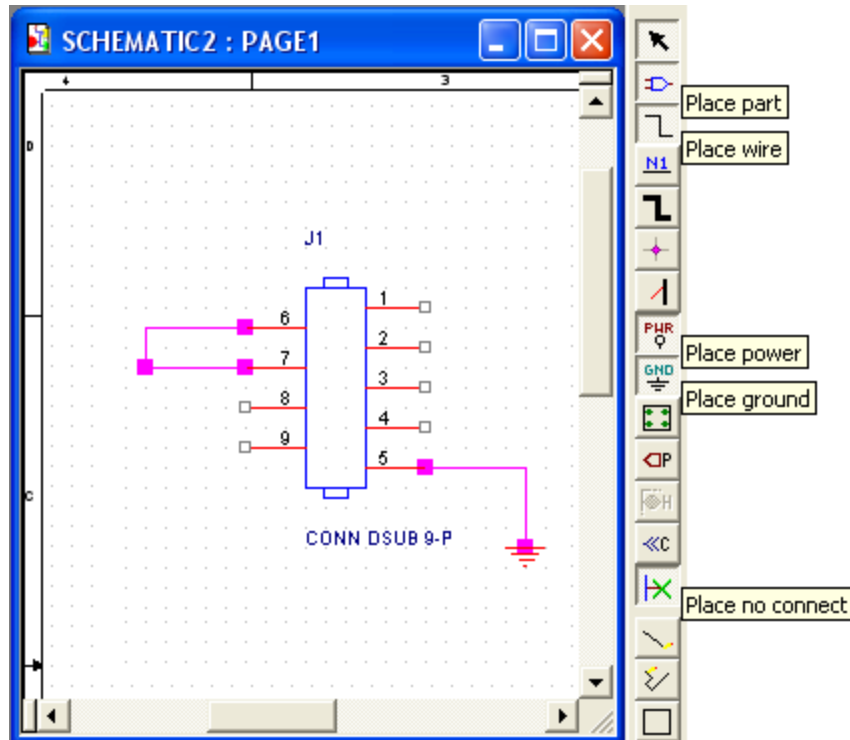 SCHEMATIC2 : PAGE1
4 3
D
C
J1
6 1
7 2
8 3
9 4
5
CONN DSUB 9-P
Place part
Place wire
N1
PWR
Place power
GND
Place ground
P
H
C
Place no connect